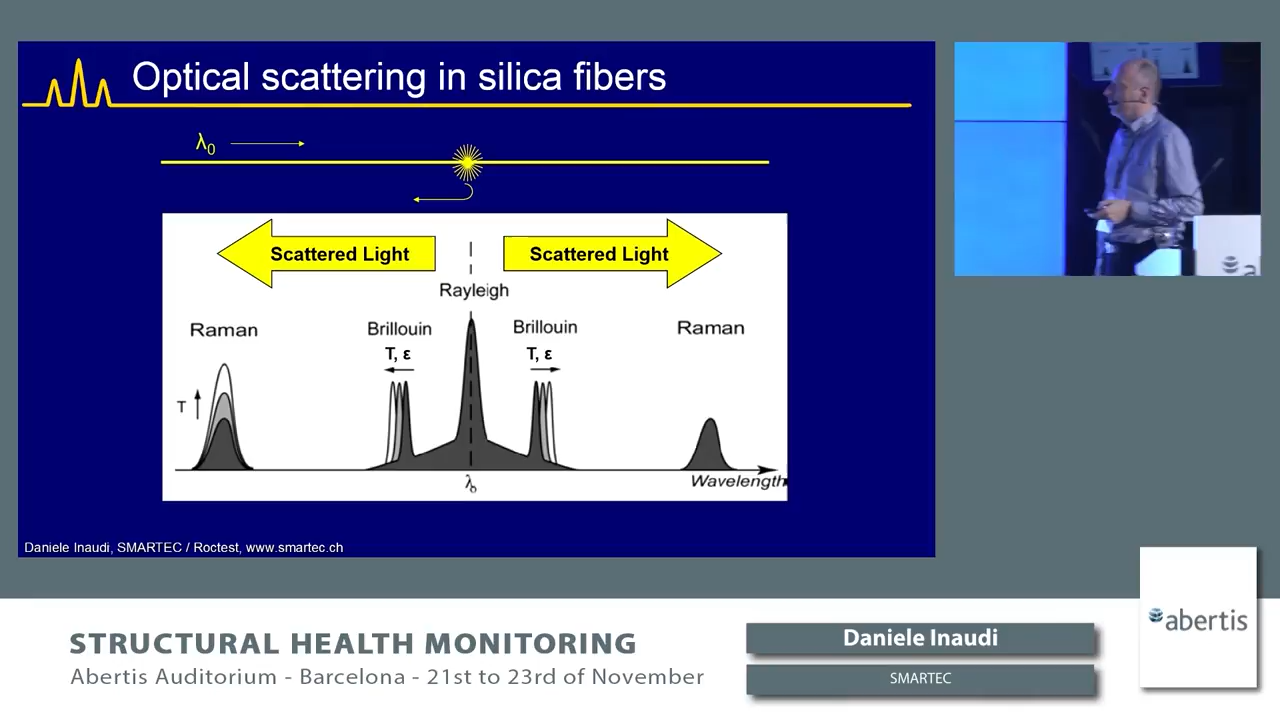 Optical scattering in silica fibers
λ0
Scattered Light
Scattered Light
Rayleigh
Raman
Brillouin
Brillouin
Raman
T, ε
T, ε
T
λo
Wavelength
Daniele Inaudi, SMARTEC / Roctest, www.smartec.ch
a
abertis
STRUCTURAL HEALTH MONITORING
Abertis Auditorium - Barcelona - 21st to 23rd of November
Daniele Inaudi
SMARTEC